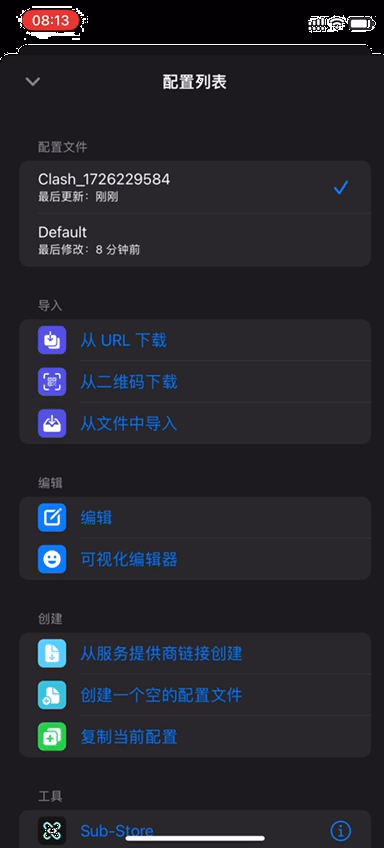 08:13
配置列表
配置文件
Clash_1726229584
最后更新：刚刚
Default
最后修改：8 分钟前
导入
从 URL 下载
从二维码下载
从文件中导入
编辑
编辑
可视化编辑器
创建
从服务提供商链接创建
创建一个空的配置文件
复制当前配置
工具
Sub-Store